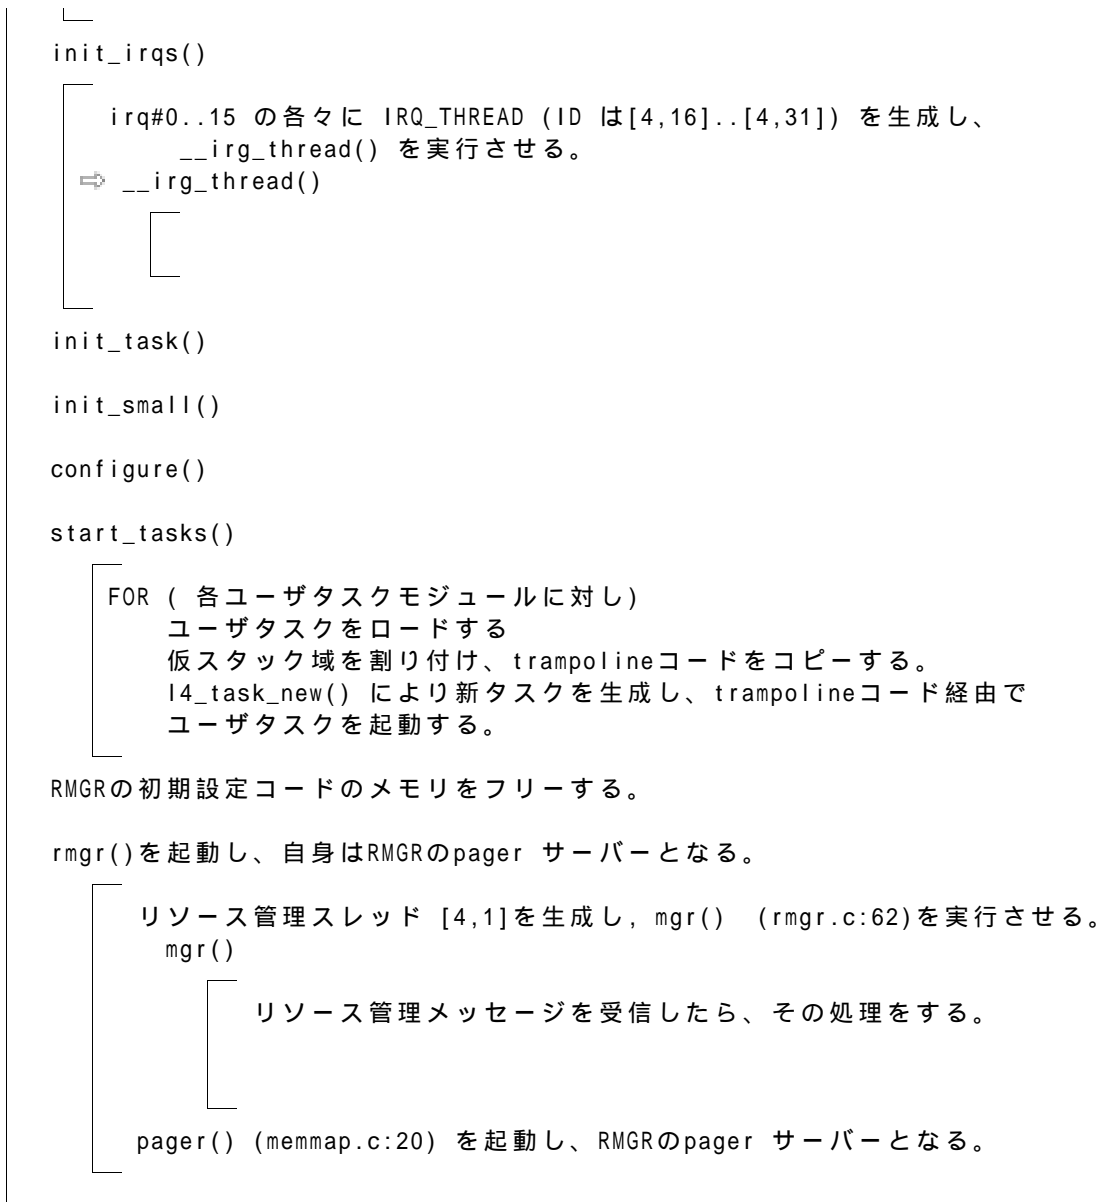 init_irqs()
irq#0..15 の各々に IRQ_THREAD (ID は[4,16]..[4,31]) を生成し、
__irg_thread() を実行させる。
⇨ __irg_thread()
init_task()
init_small()
configure()
start_tasks()
FOR ( 各ユーザタスクモジュールに対し)
ユーザタスクをロードする
仮スタック域を割り付け、trampolineコードをコピーする。
l4_task_new() により新タスクを生成し、trampolineコード経由で
ユーザタスクを起動する。
RMGRの初期設定コードのメモリをフリーする。
rmgr()を起動し、自身はRMGRのpager サーバーとなる。
リソース管理スレッド [4,1]を生成し, mgr() (rmgr.c:62)を実行させる。
mgr()
リソース管理メッセージを受信したら、その処理をする。
pager() (memmap.c:20) を起動し、RMGRのpager サーバーとなる。